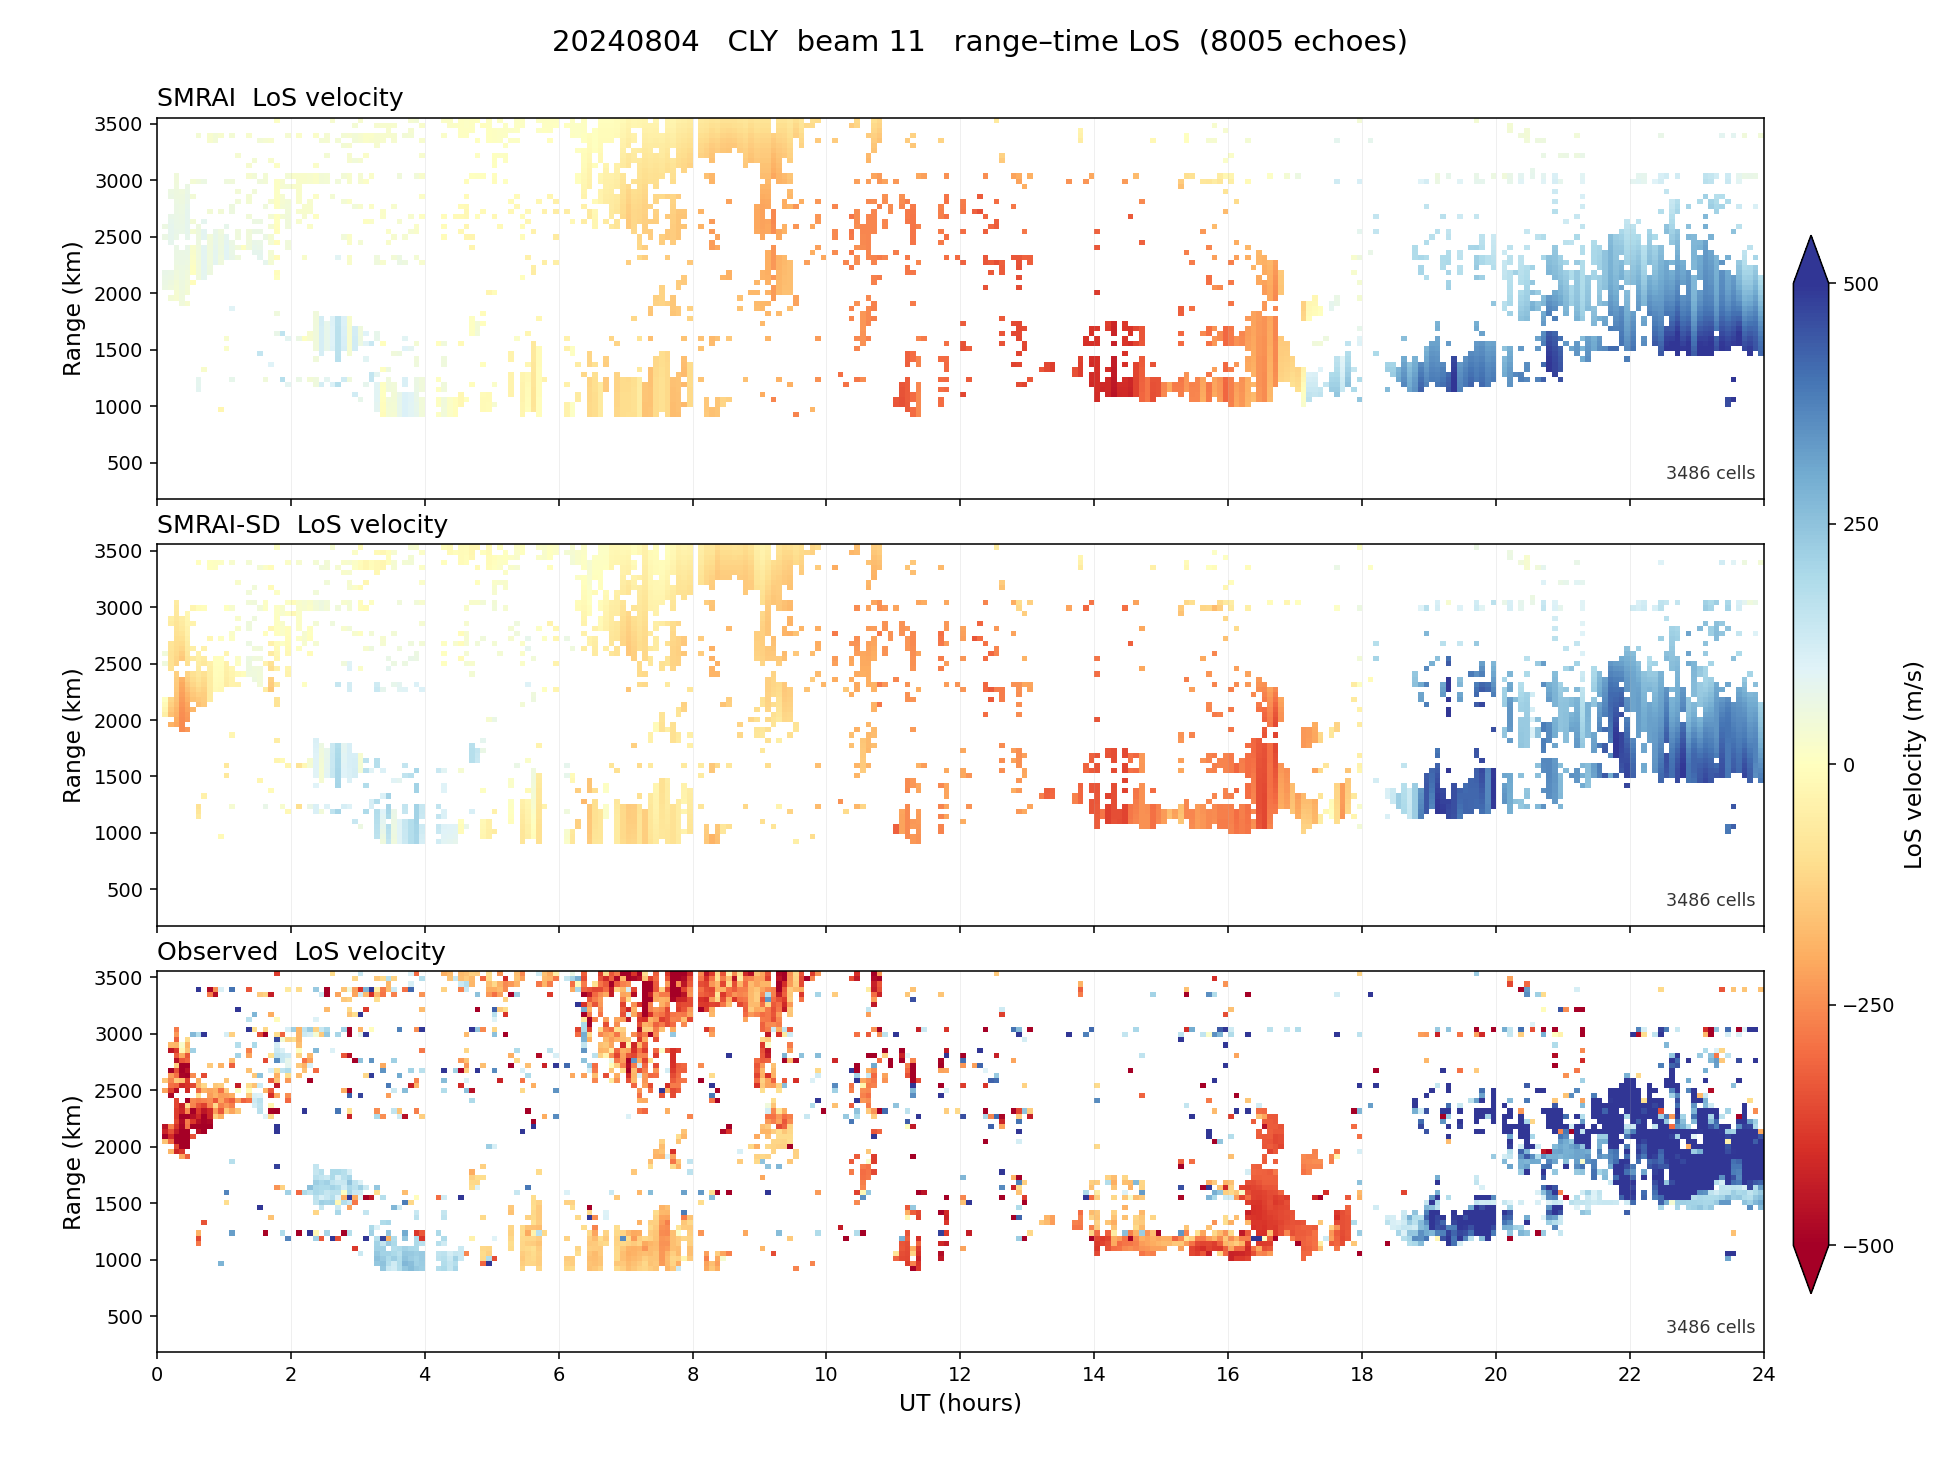 20240804 CLY beam 11 range–time LoS (8005 echoes)
SMRAI LoS velocity
3500
3000
2500
2000
1500
1000
500
Range (km)
3486 cells
SMRAI-SD LoS velocity
3500
3000
2500
2000
1500
1000
500
Range (km)
3486 cells
Observed LoS velocity
3500
3000
2500
2000
1500
1000
500
Range (km)
3486 cells
0 2 4 6 8 10 12 14 16 18 20 22 24
UT (hours)
500
250
0
−250
−500
LoS velocity (m/s)